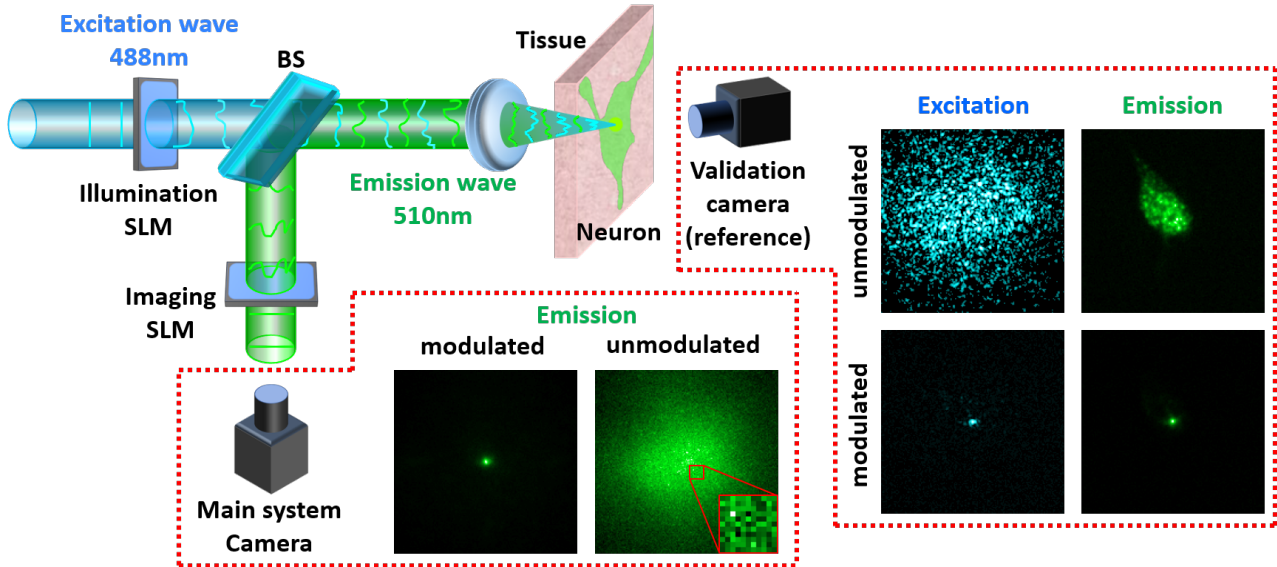 Excitation wave
488nm
BS
Tissue
Illumination
SLM
Emission wave
510nm
Neuron
Imaging
SLM
Main system
Camera
Emission
modulated
unmodulated
Validation
camera
(reference)
Excitation
Emission
unmodulated
modulated